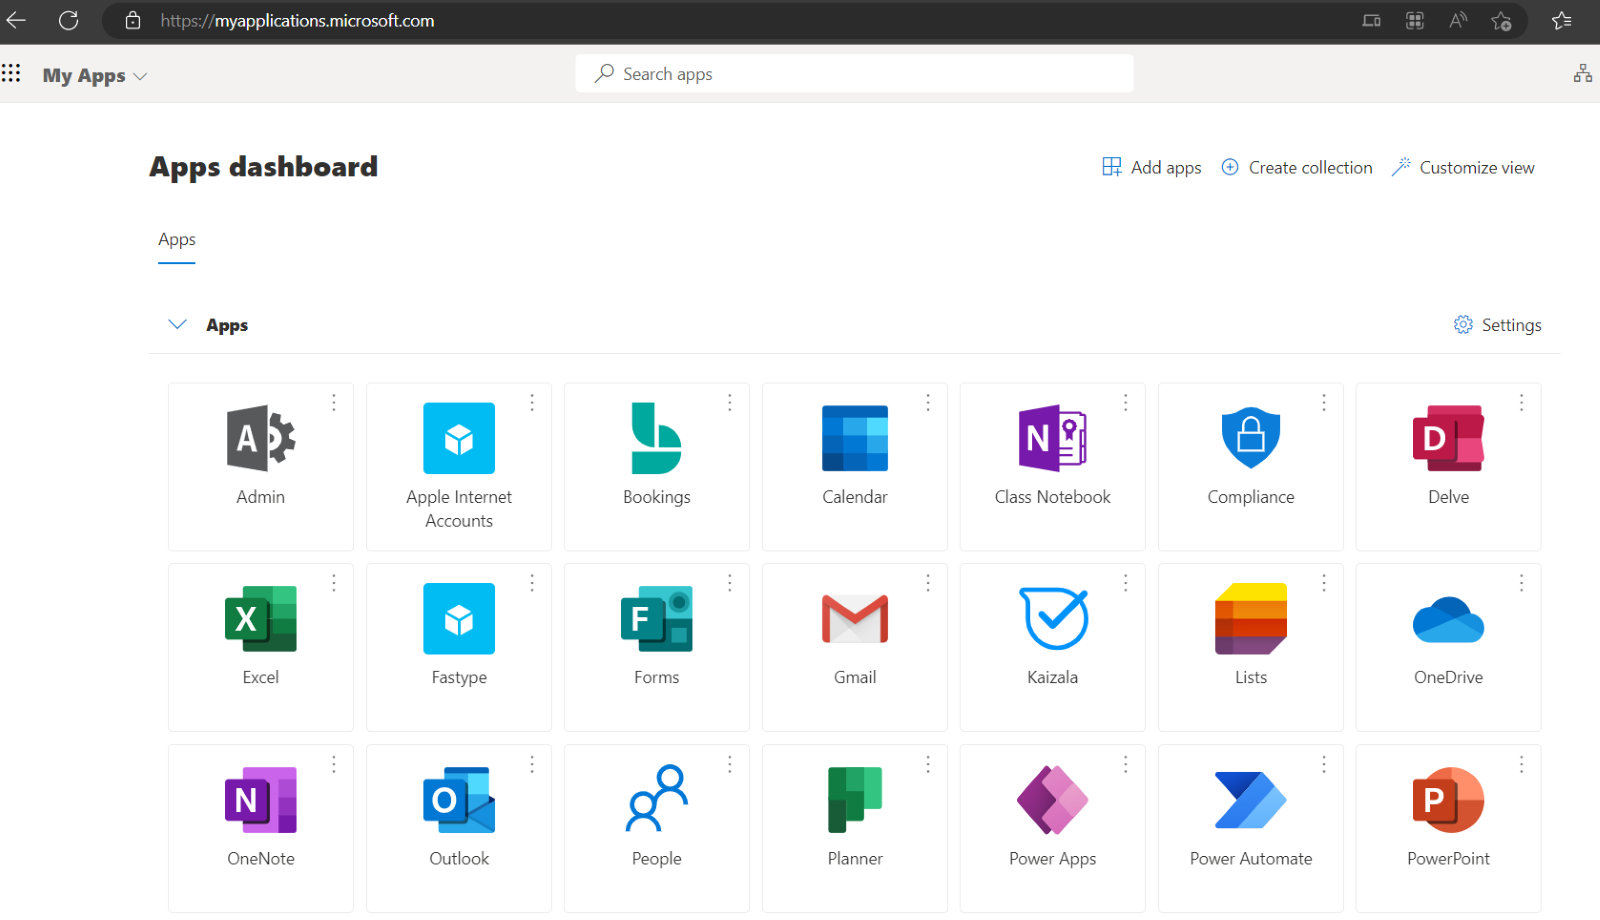 https://myapplications.microsoft.com
My Apps
Search apps
Apps dashboard
Add apps
Create collection
Customize view
Apps
Apps
Settings
Admin
Apple Internet
Accounts
Bookings
Calendar
Class Notebook
Compliance
Delve
Excel
Fastype
Forms
Gmail
Kaizala
Lists
OneDrive
OneNote
Outlook
People
Planner
Power Apps
Power Automate
PowerPoint